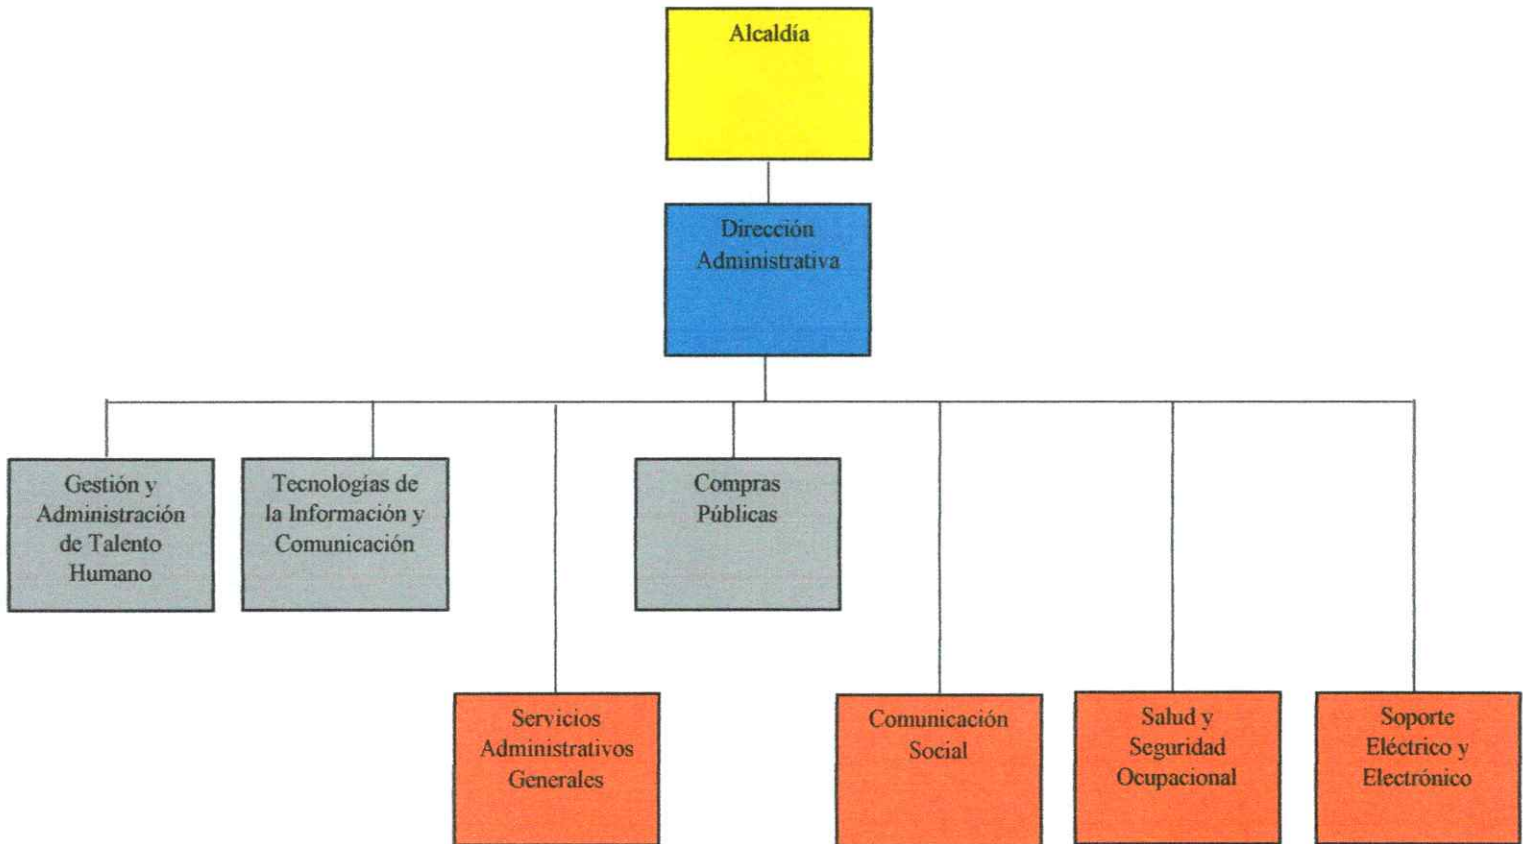 Alcaldía
Dirección
Administrativa
Gestión y
Administración
de Talento
Humano
Tecnologías de
la Información y
Comunicación
Compras
Públicas
Servicios
Administrativos
Generales
Comunicación
Social
Salud y
Seguridad
Ocupacional
Soporte
Eléctrico y
Electrónico